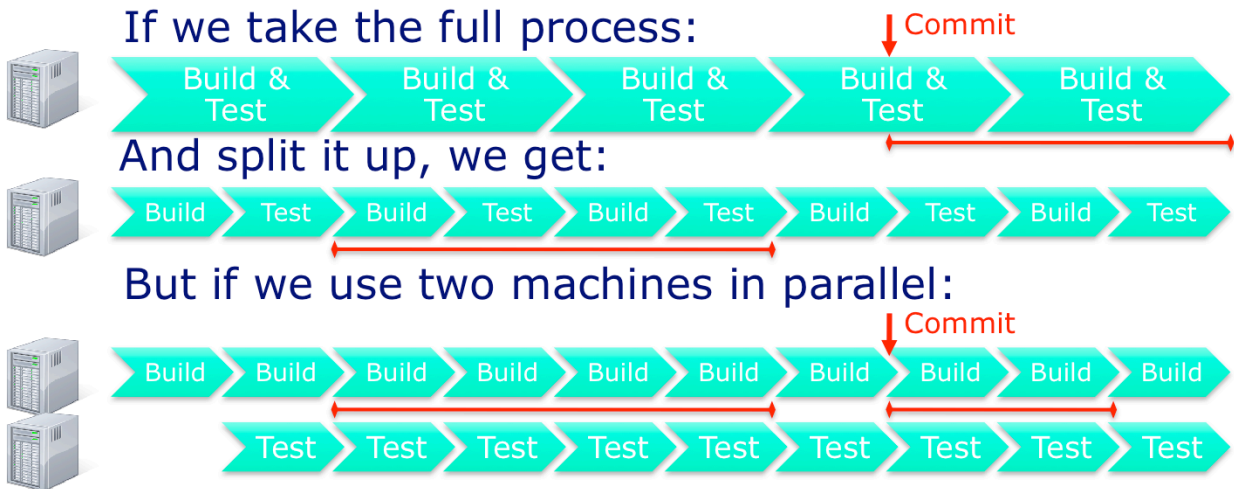 If we take the full process:
Commit
Build &
Test
Build &
Test
Build &
Test
Build &
Test
Build &
Test
And split it up, we get:
Build Test Build Test Build Test Build Test Build Test
But if we use two machines in parallel:
Commit
Build Build Build Build Build Build Build Build Build Build
Test Test Test Test Test Test Test Test Test